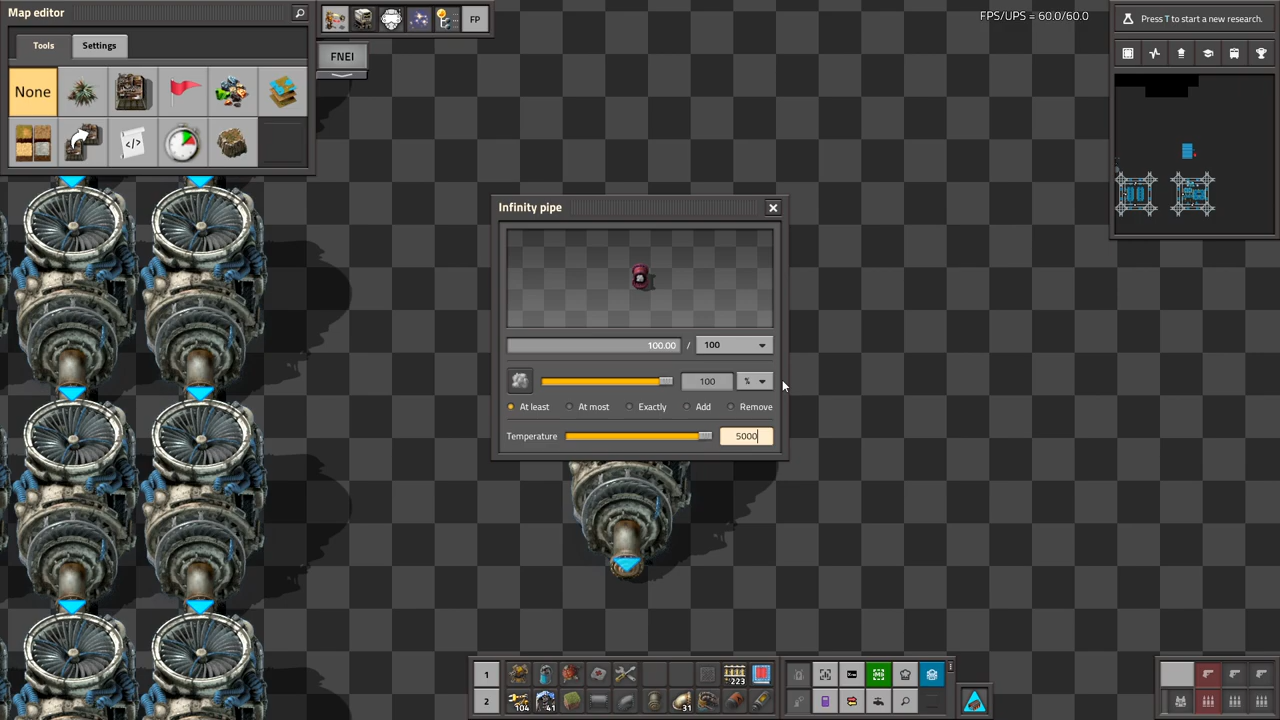 Map editor
Tools
Settings
None
FP
FNEI
FPS/UPS = 60.0/60.0
Press T to start a new research.
Infinity pipe
100.00 / 100
100 %
At least At most Exactly Add Remove
Temperature 5000
1
223
2
104
41
31